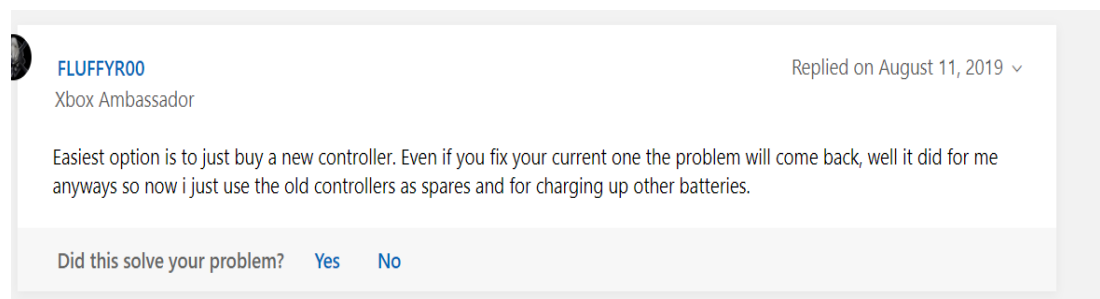 FLUFFYR00
Replied on August 11, 2019
Xbox Ambassador
Easiest option is to just buy a new controller. Even if you fix your current one the problem will come back, well it did for me
anyways so now i just use the old controllers as spares and for charging up other batteries.
Did this solve your problem? Yes No